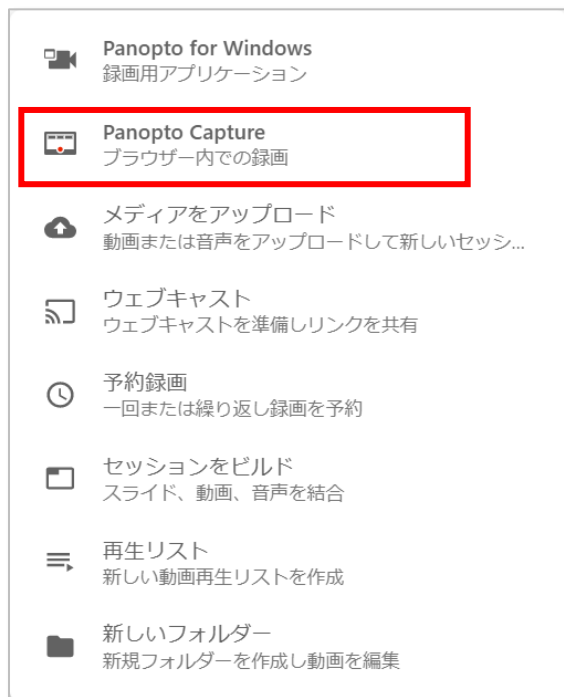 Panopto for Windows
録画用アプリケーション
Panopto Capture
ブラウザー内での録画
メディアをアップロード
動画または音声をアップロードして新しいセッシ...
ウェブキャスト
ウェブキャストを準備しリンクを共有
予約録画
一回または繰り返し録画を予約
セッションをビルド
スライド、動画、音声を結合
再生リスト
新しい動画再生リストを作成
新しいフォルダー
新規フォルダーを作成し動画を編集